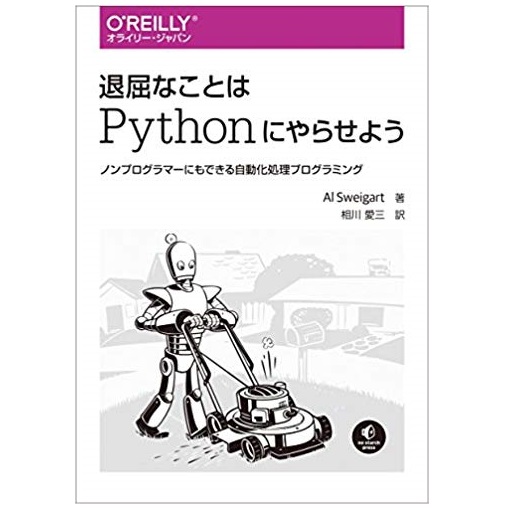 O'REILLY®
オライリー・ジャパン
退屈なことは
Pythonにやらせよう
ノンプログラマーにもできる自動化処理プログラミング
Al Sweigart 著
相川 愛三 訳
no starch
press